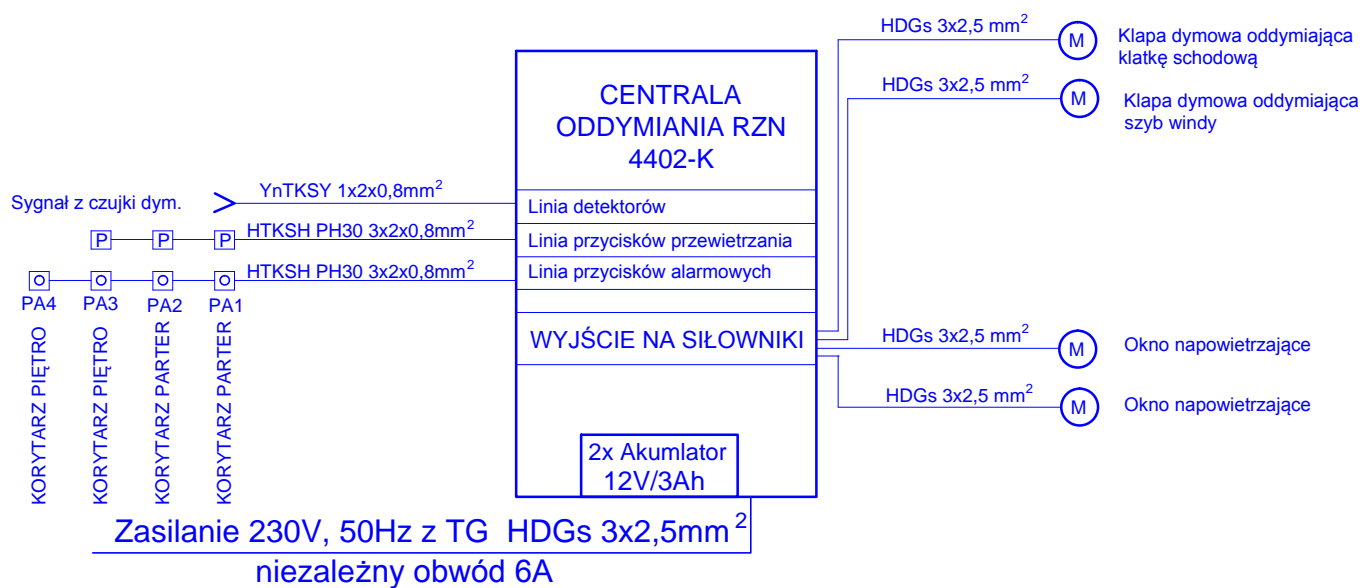 HDGs 3x2,5 mm²
M
Klapa dymowa oddymiająca
klatkę schodową
HDGs 3x2,5 mm²
M
Klapa dymowa oddymiająca
szyb windy
CENTRALA
ODDYMIANIA RZN
4402-K
Sygnał z czujki dym.
YnTKSY 1x2x0,8mm²
Linia detektorów
P
P
P
HTKSH PH30 3x2x0,8mm²
Linia przycisków przewietrzania
HTKSH PH30 3x2x0,8mm²
Linia przycisków alarmowych
PA4
PA3
PA2
PA1
KORYTARZ PIĘTRO
KORYTARZ PIĘTRO
KORYTARZ PARTER
KORYTARZ PARTER
WYJŚCIE NA SIŁOWNIKI
HDGs 3x2,5 mm²
M
Okno napowietrzające
HDGs 3x2,5 mm²
M
Okno napowietrzające
2x Akumlator
12V/3Ah
Zasilanie 230V, 50Hz z TG HDGs 3x2,5mm²
niezależny obwód 6A